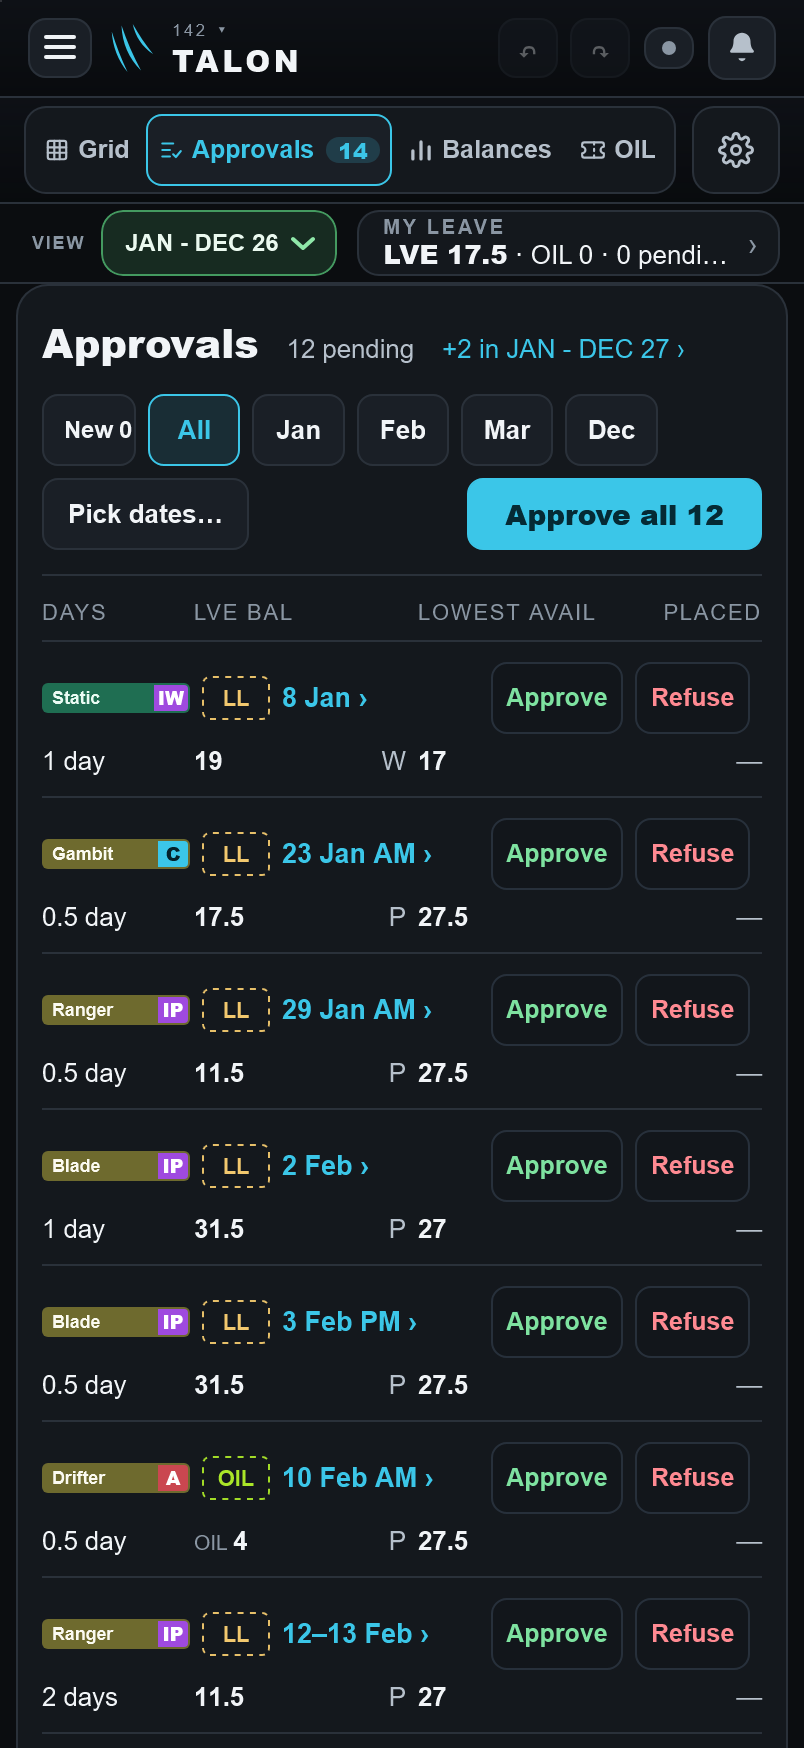 142 ▾
TALON
Grid
Approvals 14
Balances
OIL
VIEW
JAN - DEC 26
MY LEAVE
LVE 17.5 · OIL 0 · 0 pendi... ›
Approvals 12 pending +2 in JAN - DEC 27 ›
New 0 All Jan Feb Mar Dec
Pick dates... Approve all 12
DAYS LVE BAL LOWEST AVAIL PLACED
Static IW LL 8 Jan › Approve Refuse
1 day 19 W 17 —
Gambit C LL 23 Jan AM › Approve Refuse
0.5 day 17.5 P 27.5 —
Ranger IP LL 29 Jan AM › Approve Refuse
0.5 day 11.5 P 27.5 —
Blade IP LL 2 Feb › Approve Refuse
1 day 31.5 P 27 —
Blade IP LL 3 Feb PM › Approve Refuse
0.5 day 31.5 P 27.5 —
Drifter A OIL 10 Feb AM › Approve Refuse
0.5 day OIL 4 P 27.5 —
Ranger IP LL 12–13 Feb › Approve Refuse
2 days 11.5 P 27 —